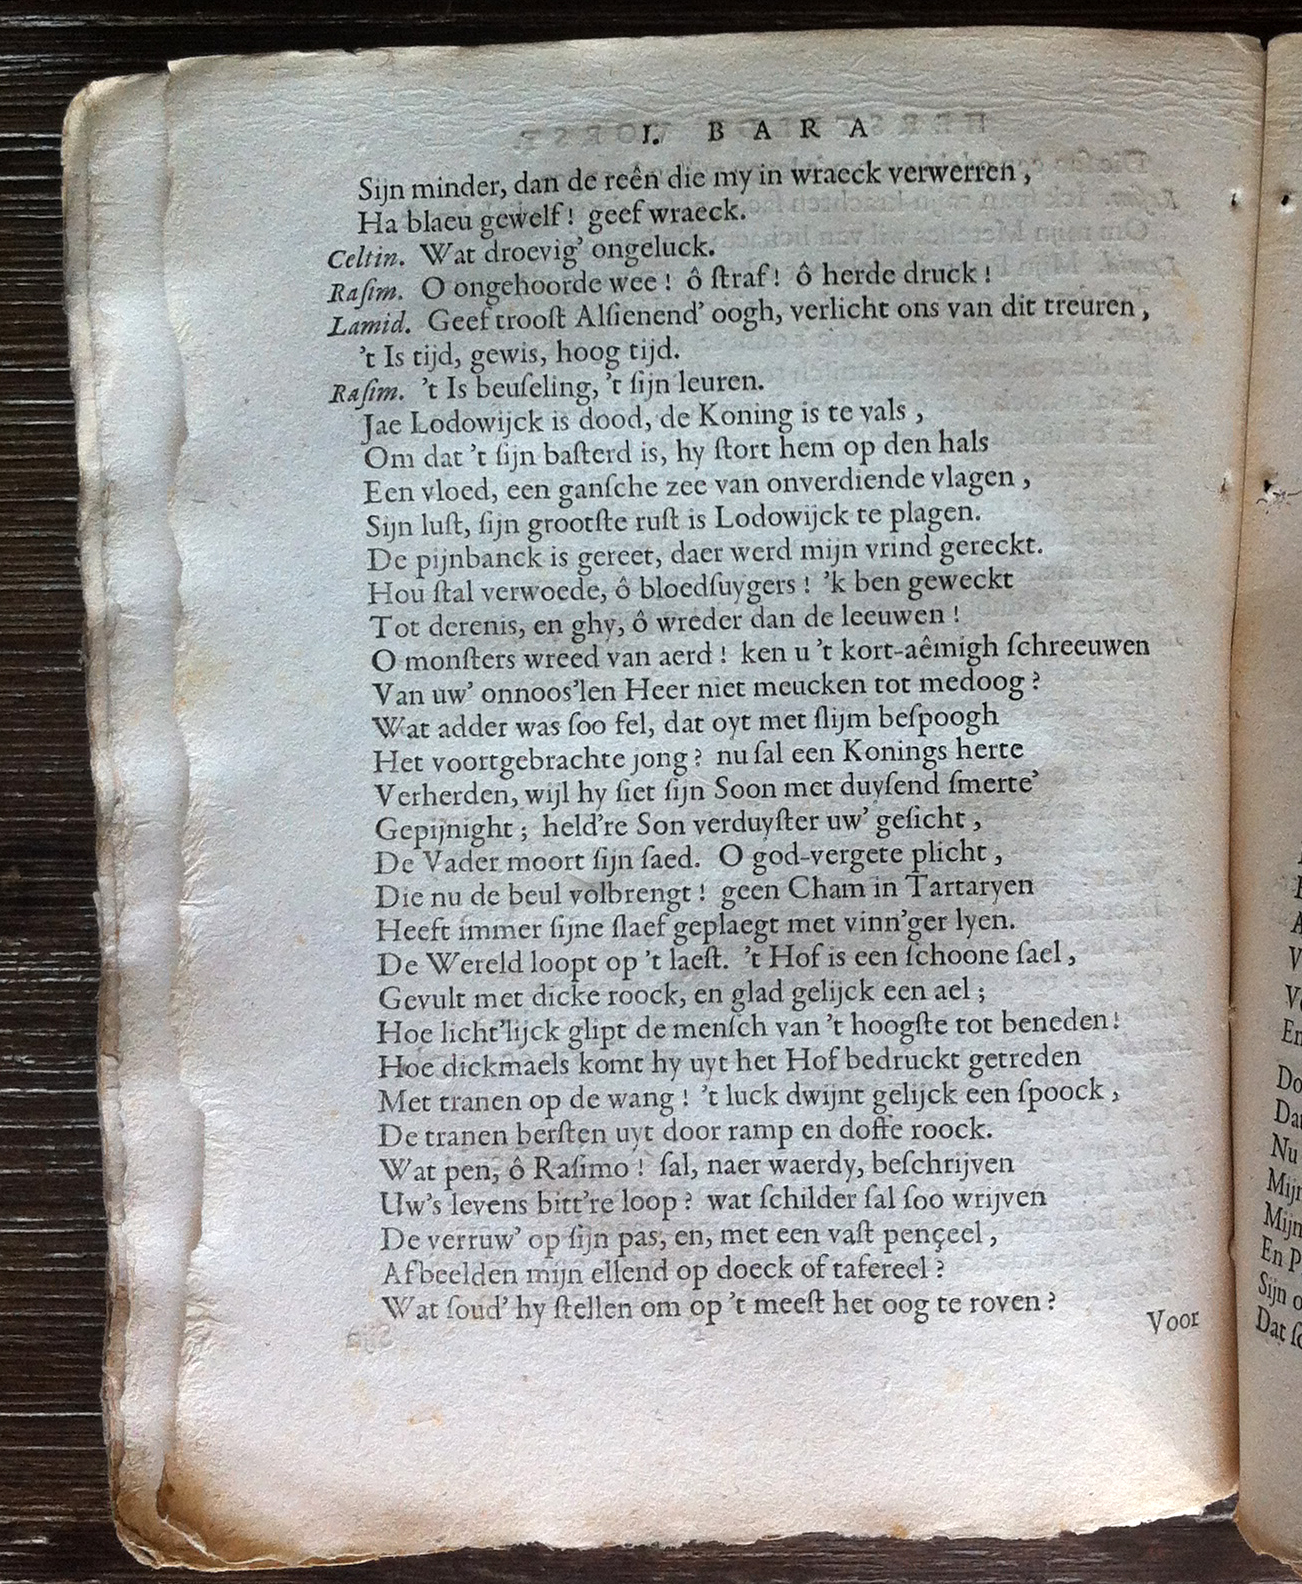 I. BARA
Sijn minder, dan de reên die my in wraeck verwerren,
Ha blaeu gewelf! geef wraeck.
Celtin. Wat droevig' ongeluck.
Raſim. O ongehoorde wee! ô ſtraf! ô herde druck!
Lamid. Geef trooſt Alſienend' oogh, verlicht ons van dit treuren,
't Is tijd, gewis, hoog tijd.
Raſim. 't Is beuſeling, 't ſijn leuren.
Jae Lodowijck is dood, de Koning is te vals,
Om dat 't ſijn baſterd is, hy ſtort hem op den hals
Een vloed, een ganſche zee van onverdiende vlagen,
Sijn luſt, ſijn grootſte ruſt is Lodowijck te plagen.
De pijnbanck is gereet, daer werd mijn vrind gereckt.
Hou ſtal verwoede, ô bloedſuygers! 'k ben geweckt
Tot derenis, en ghy, ô wreder dan de leeuwen!
O monſters wreed van aerd! ken u 't kort-aêmigh ſchreeuwen
Van uw' onnoos'len Heer niet meucken tot medoog?
Wat adder was ſoo fel, dat oyt met ſlijm beſpoogh
Het voortgebrachte jong? nu ſal een Konings herte
Verherden, wijl hy ſiet ſijn Soon met duyſend ſmerte'
Gepijnight; held're Son verduyſter uw' geſicht,
De Vader moort ſijn ſaed. O god-vergete plicht,
Die nu de beul volbrengt! geen Cham in Tartaryen
Heeft immer ſijne ſlaef geplaegt met vinn'ger lyen.
De Wereld loopt op 't laeſt. 't Hof is een ſchoone ſael,
Gevult met dicke roock, en glad gelijck een ael;
Hoe licht'lijck glipt de menſch van 't hoogſte tot beneden!
Hoe dickmaels komt hy uyt het Hof bedruckt getreden
Met tranen op de wang! 't luck dwijnt gelijck een ſpoock,
De tranen berſten uyt door ramp en doffe roock.
Wat pen, ô Raſimo! ſal, naer waerdy, beſchrijven
Uw's levens bitt're loop? wat ſchilder ſal ſoo wrijven
De verruw' op ſijn pas, en, met een vaſt pençeel,
Afbeelden mijn ellend op doeck of tafereel?
Wat ſoud' hy ſtellen om op 't meeſt het oog te roven?
Voor
Do
Nu
Mijn
En P
Sijn o